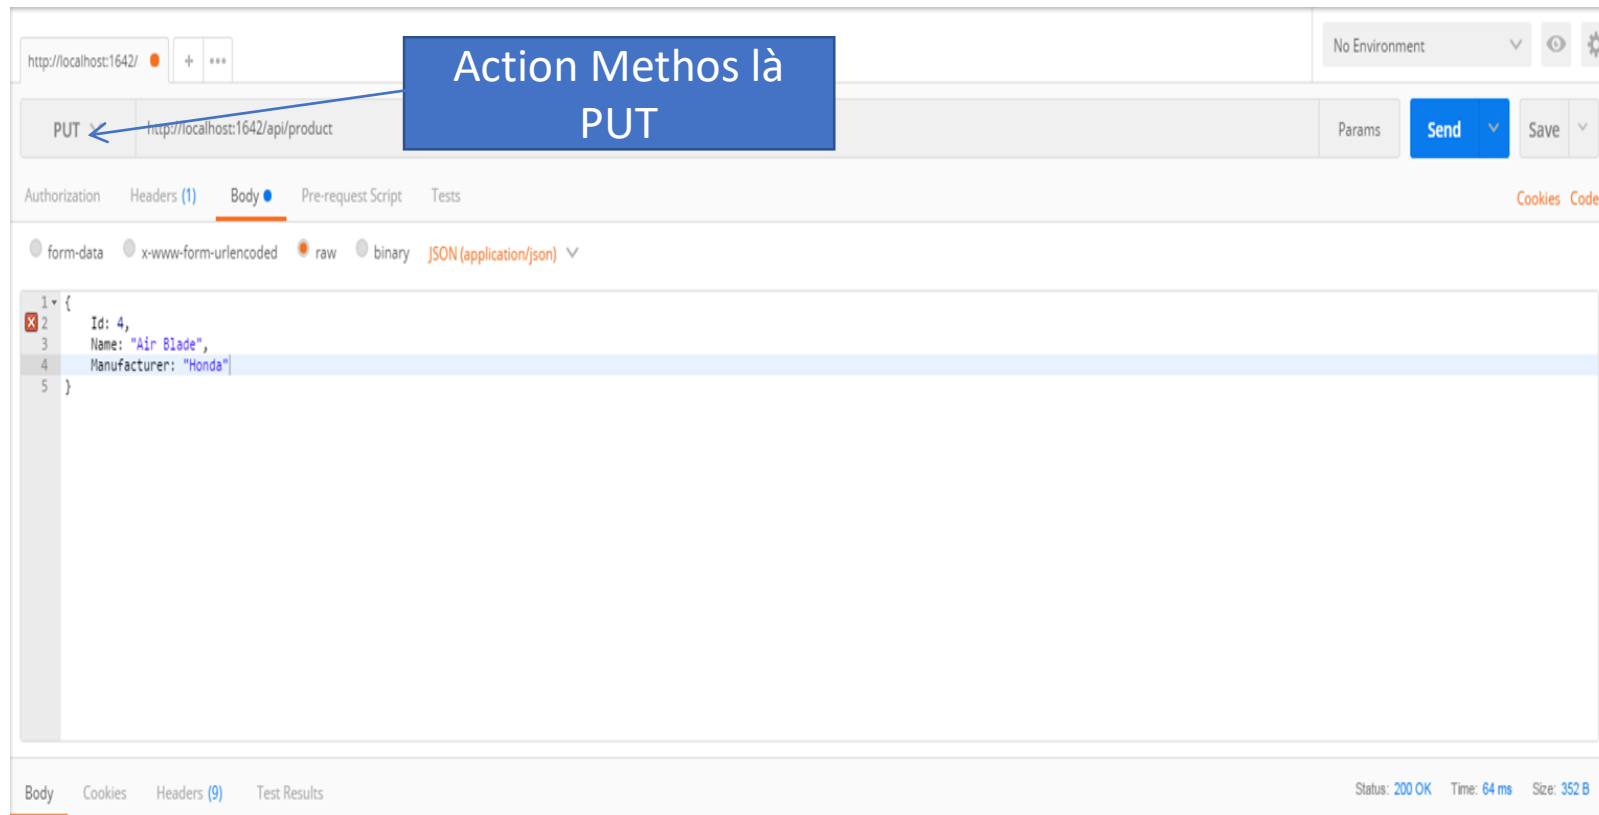 http://localhost:1642/ + •••
No Environment
Action Methos là
PUT
PUT http://localhost:1642/api/product
Params Send Save
Authorization Headers (1) Body Pre-request Script Tests
Cookies Code
form-data x-www-form-urlencoded raw binary JSON (application/json)
1 {
X 2 Id: 4,
3 Name: "Air Blade",
4 Manufacturer: "Honda"
5 }
Body Cookies Headers (9) Test Results
Status: 200 OK Time: 64 ms Size: 352 B